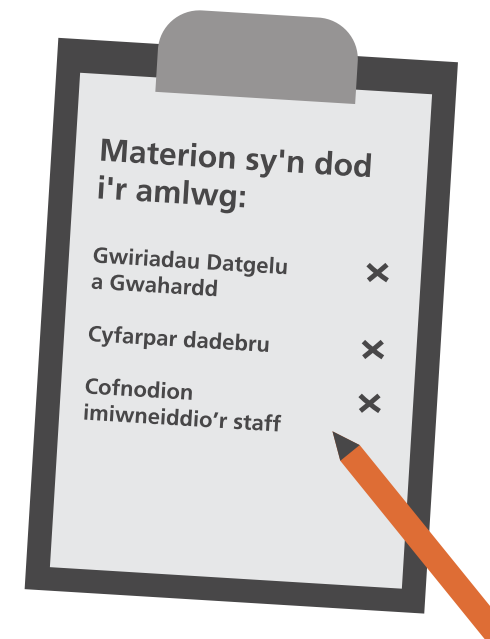 Materion sy'n dod
i'r amlwg:
Gwiriadau Datgelu
a Gwahardd
Cyfarpar dadebru
Cofnodion
imiwneiddio’r staff